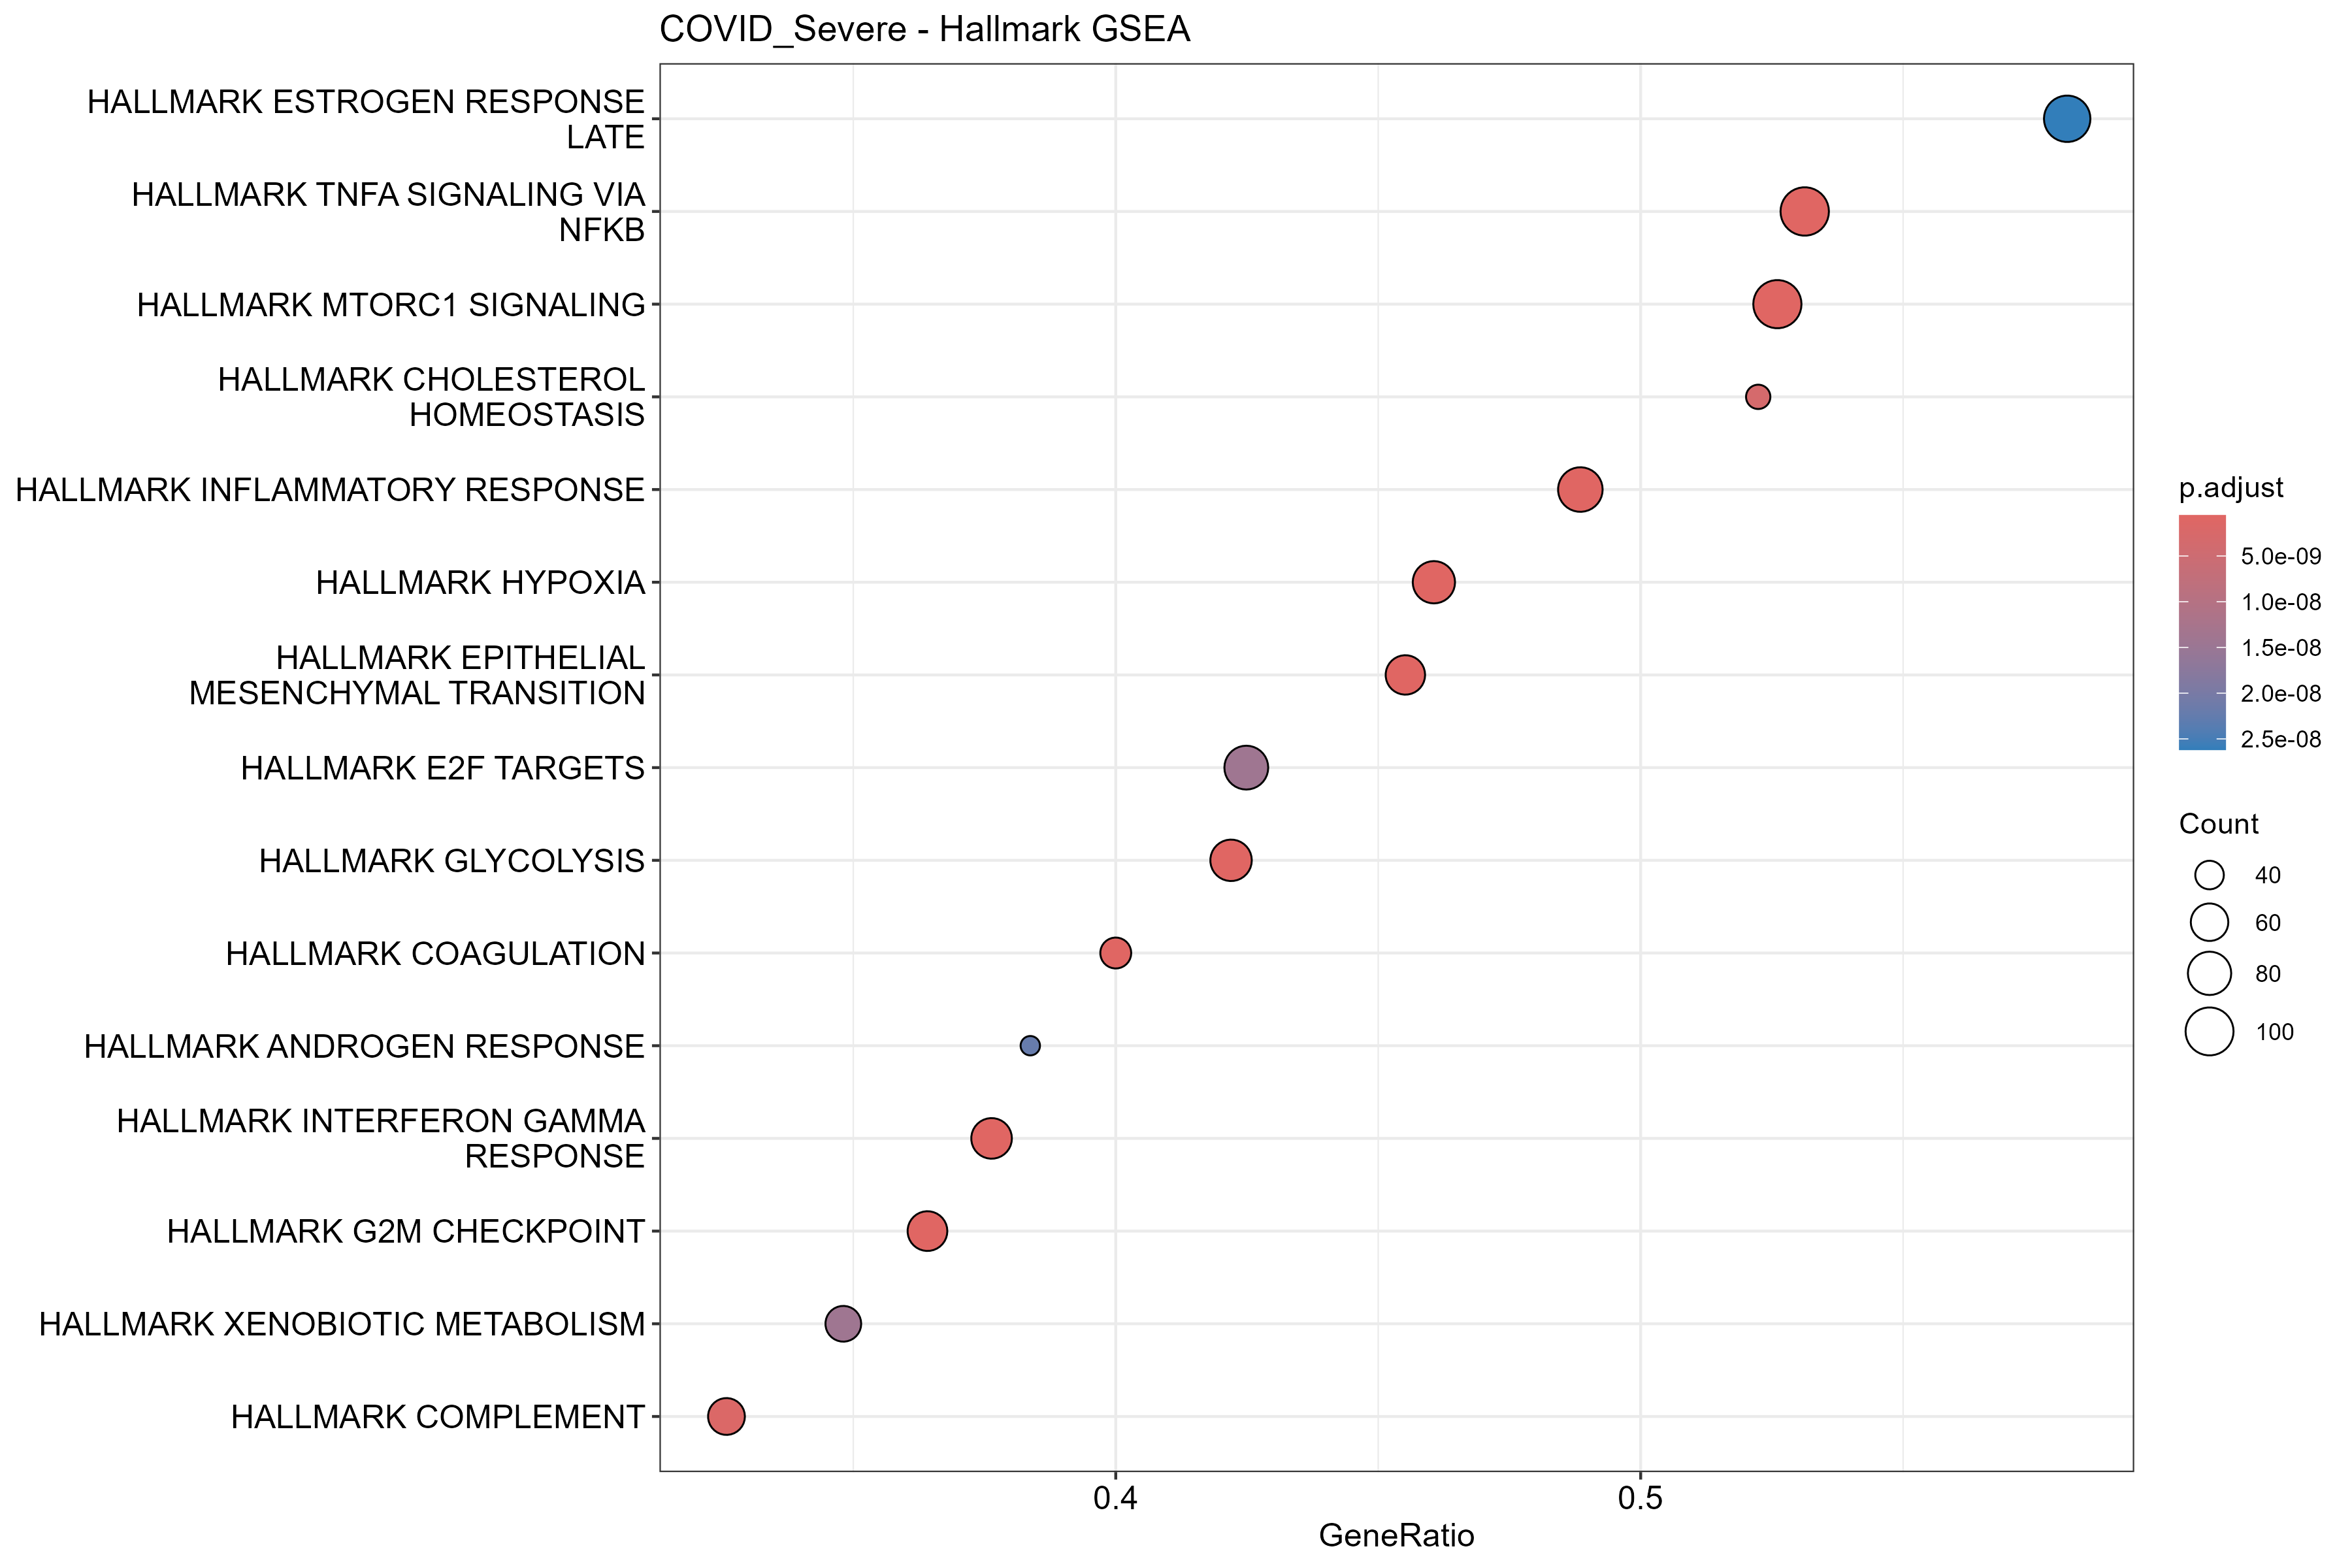 COVID_Severe - Hallmark GSEA
HALLMARK ESTROGEN RESPONSE
LATE
HALLMARK TNFA SIGNALING VIA
NFKB
HALLMARK MTORC1 SIGNALING
HALLMARK CHOLESTEROL
HOMEOSTASIS
HALLMARK INFLAMMATORY RESPONSE
HALLMARK HYPOXIA
HALLMARK EPITHELIAL
MESENCHYMAL TRANSITION
HALLMARK E2F TARGETS
HALLMARK GLYCOLYSIS
HALLMARK COAGULATION
HALLMARK ANDROGEN RESPONSE
HALLMARK INTERFERON GAMMA
RESPONSE
HALLMARK G2M CHECKPOINT
HALLMARK XENOBIOTIC METABOLISM
HALLMARK COMPLEMENT
0.4
0.5
GeneRatio
p.adjust
5.0e-09
1.0e-08
1.5e-08
2.0e-08
2.5e-08
Count
40
60
80
100